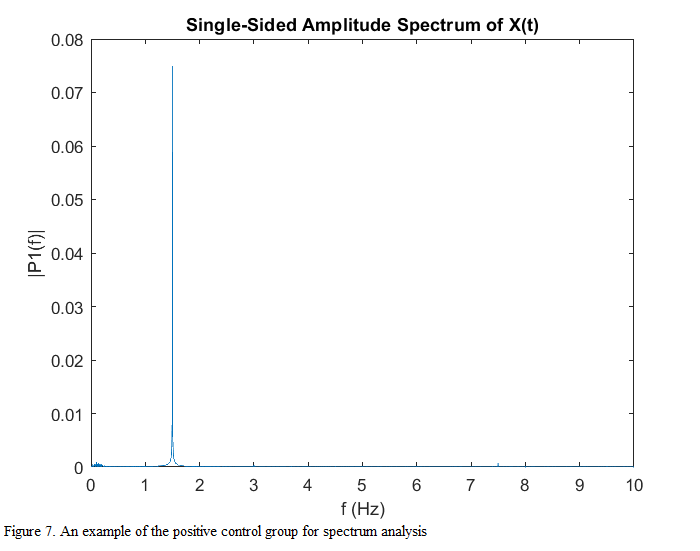 Single-Sided Amplitude Spectrum of X(t)
|P1(f)|
0.08
0.07
0.06
0.05
0.04
0.03
0.02
0.01
0
0 1 2 3 4 5 6 7 8 9 10
f (Hz)
Figure 7. An example of the positive control group for spectrum analysis